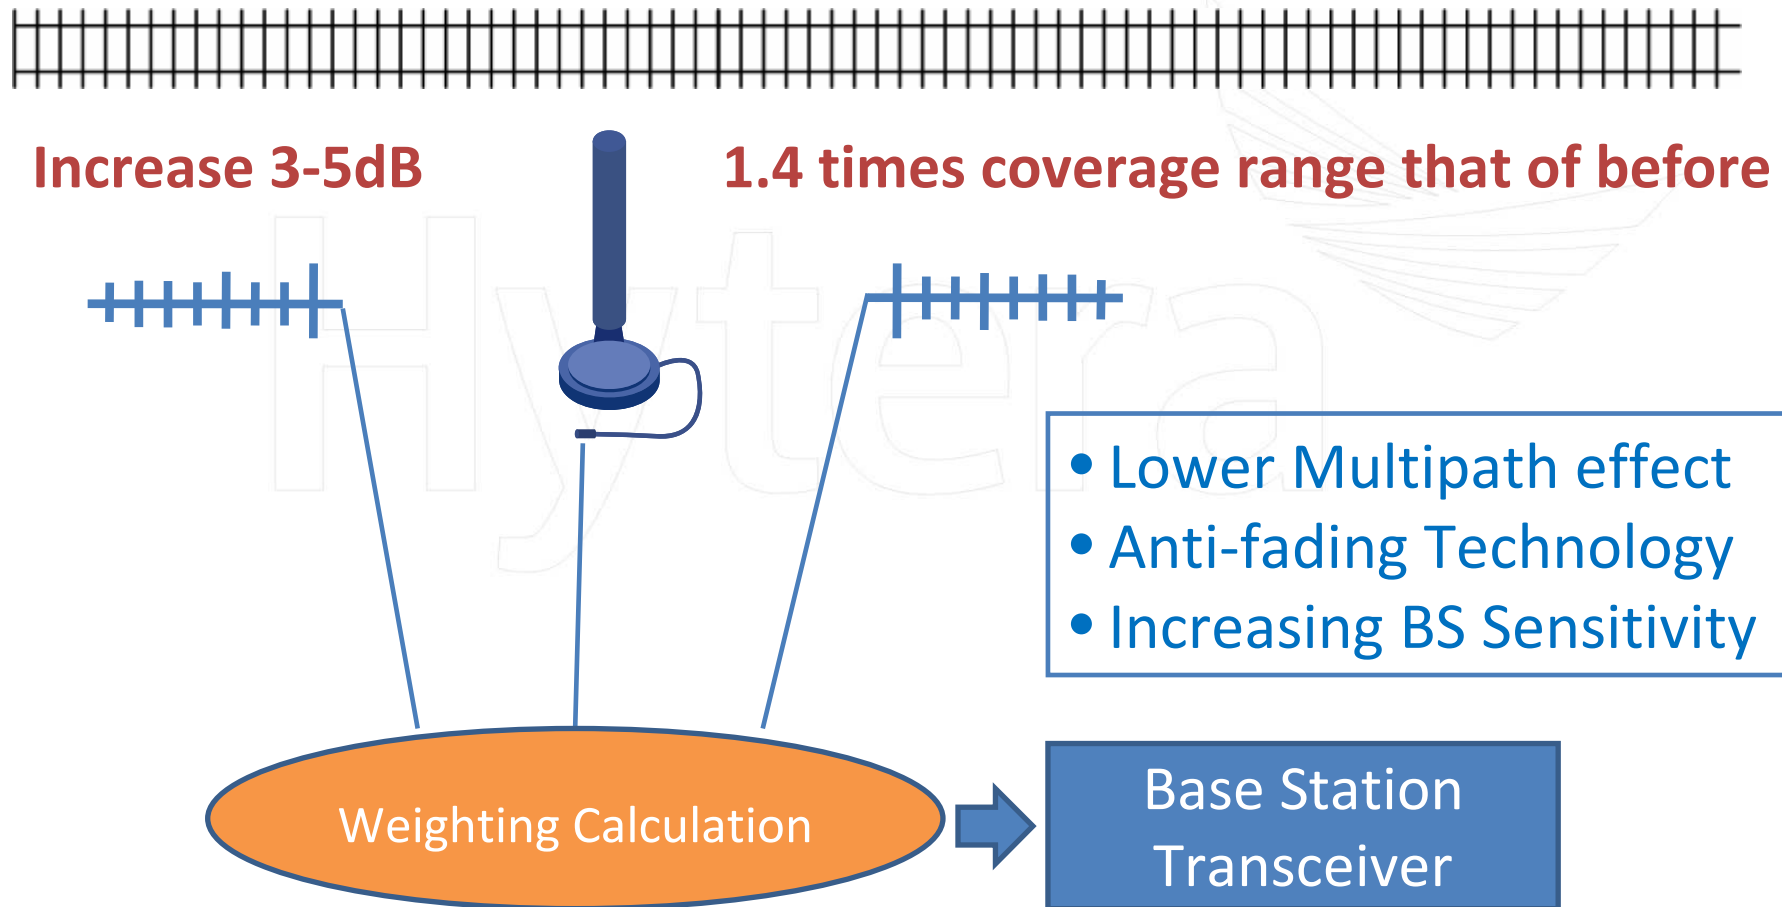 Increase 3-5dB
1.4 times coverage range that of before
Hytera
• Lower Multipath effect
• Anti-fading Technology
• Increasing BS Sensitivity
Weighting Calculation
Base Station
Transceiver